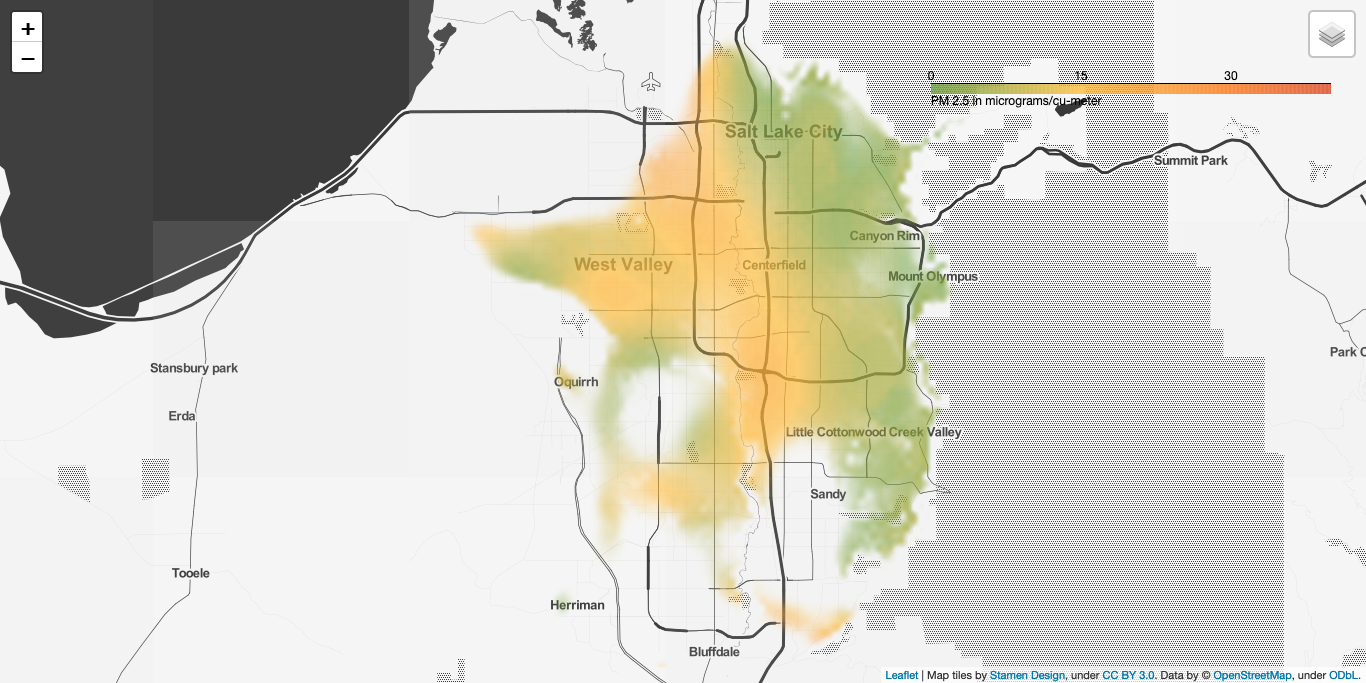 +
−
0 15 30
PM 2.5 in micrograms/cu-meter
Salt Lake City
Summit Park
Canyon Rim
West Valley
Centerfield
Mount Olympus
Park C
Stansbury park
Oquirrh
Erda
Little Cottonwood Creek Valley
Sandy
Tooele
Herriman
Bluffdale
Leaflet | Map tiles by Stamen Design, under CC BY 3.0. Data by © OpenStreetMap, under ODbL.